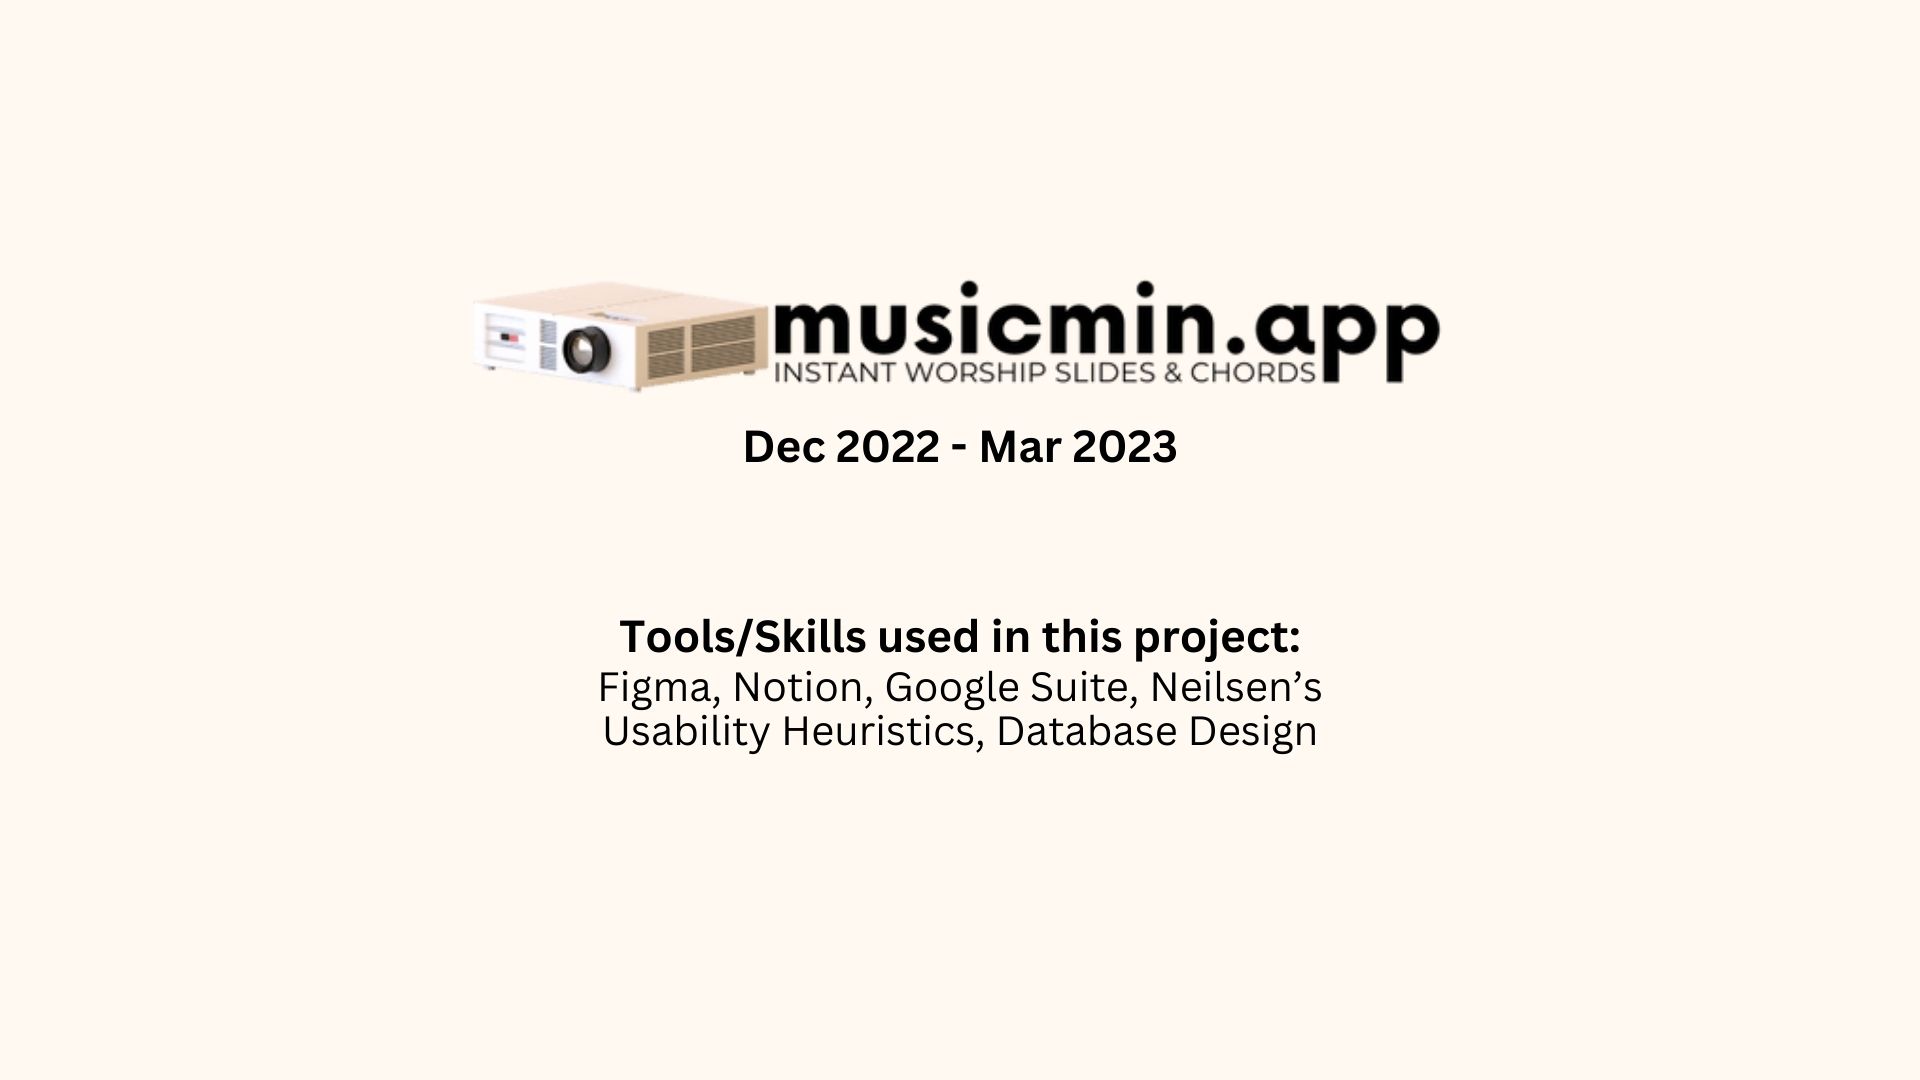 musicmin.app
INSTANT WORSHIP SLIDES & CHORDS
Dec 2022 - Mar 2023
Tools/Skills used in this project:
Figma, Notion, Google Suite, Neilsen’s
Usability Heuristics, Database Design